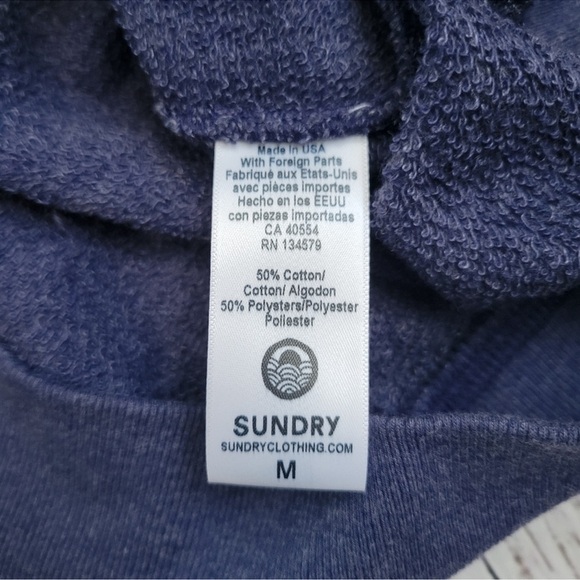 Made in USA
With Foreign Parts
Fabriqué aux Etats-Unis
avec pièces importes
Hecho en los EEUU
con piezas importadas
CA 40554
RN 134579
50% Cotton/
Cotton/ Algodon
50% Polysters/Polyester
Poliester
SUNDRY
SUNDRYCLOTHING.COM
M